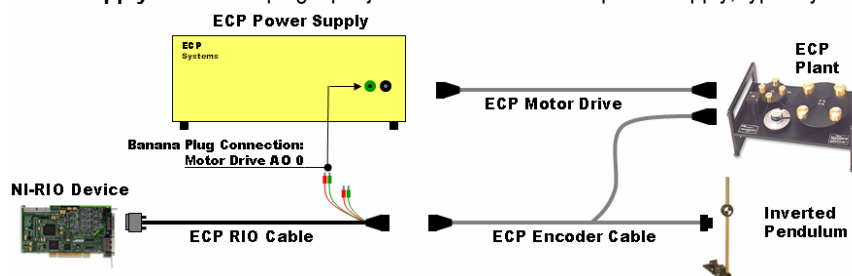 ECP Power Supply
ECP
Systems
ECP
Plant
ECP Motor Drive
Banana Plug Connection:
Motor Drive AO 0
NI-RIO Device
ECP RIO Cable
ECP Encoder Cable
Inverted
Pendulum